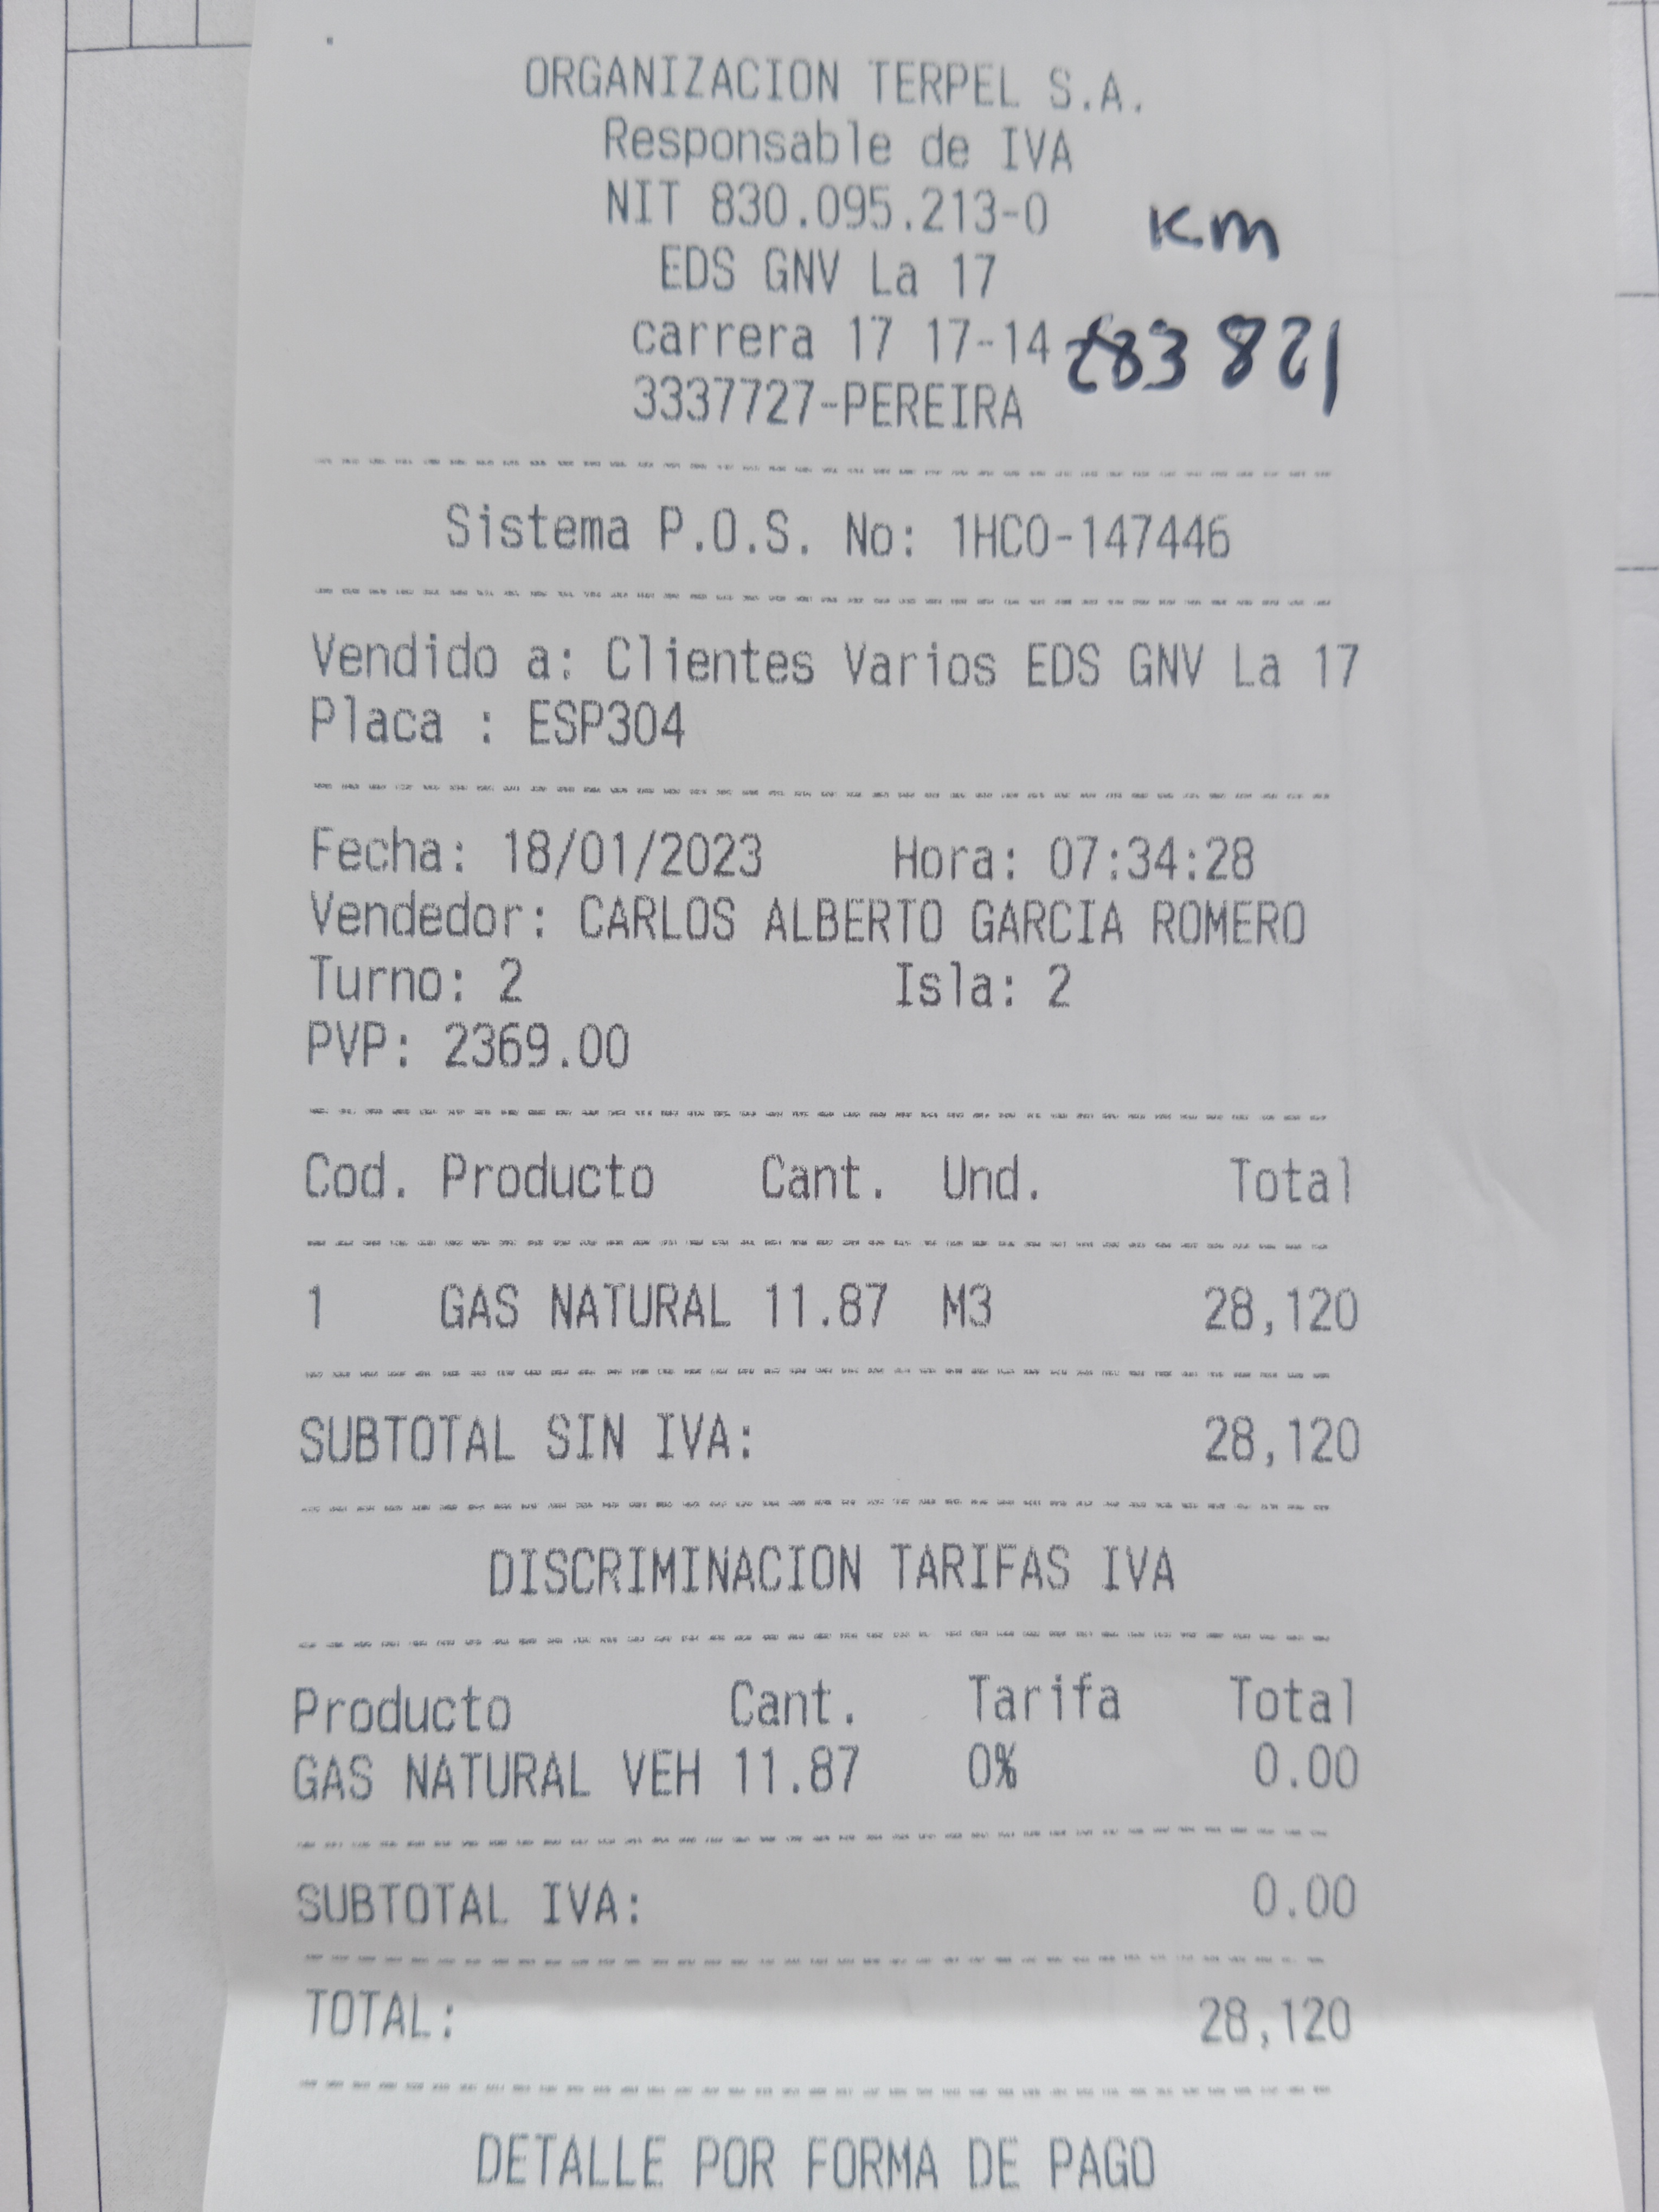 ORGANIZACION TERPEL S.A.
Responsable de IVA
NIT 830.095.213-0
Km
EDS GNV La 17
carrera 17 17-14
283821
3337727-PEREIRA
Sistema P.O.S. No: 1HCO-147446
Vendido a: Clientes Varios EDS GNV La 17
Placa : ESP304
Fecha: 18/01/2023 Hora: 07:34:28
Vendedor: CARLOS ALBERTO GARCIA ROMERO
Turno: 2 Isla: 2
PVP: 2369.00
Cod. Producto Cant. Und. Total
1 GAS NATURAL 11.87 M3 28,120
SUBTOTAL SIN IVA: 28,120
DISCRIMINACION TARIFAS IVA
Producto Cant. Tarifa Total
GAS NATURAL VEH 11.87 0% 0.00
SUBTOTAL IVA: 0.00
TOTAL: 28,120
DETALLE POR FORMA DE PAGO